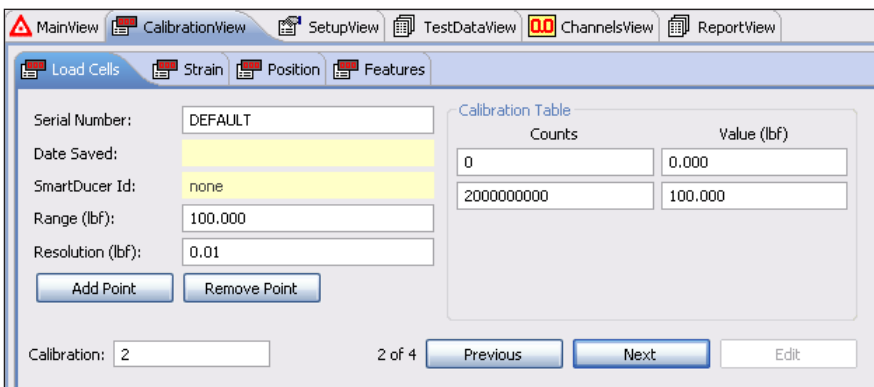 MainView CalibrationView SetupView TestDataView 0.0 ChannelsView ReportView
Load Cells Strain Position Features
Calibration Table
Serial Number: DEFAULT Counts Value (lbf)
Date Saved: 0 0.000
SmartDucer Id: none 2000000000 100.000
Range (lbf): 100.000
Resolution (lbf): 0.01
Add Point Remove Point
Calibration: 2 2 of 4 Previous Next Edit